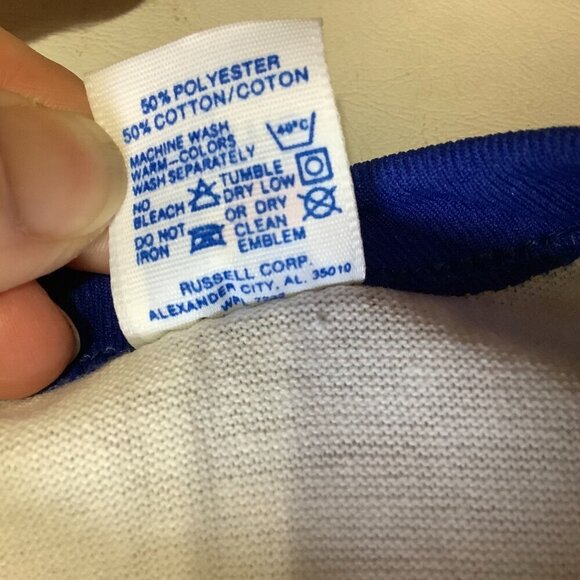 50% POLYESTER
50% COTTON/COTON
MACHINE WASH
WARM-COLORS
WASH SEPARATELY
40°C
NO
BLEACH
TUMBLE
DRY LOW
DO NOT
IRON
OR DRY
CLEAN
EMBLEM
RUSSELL CORP.
ALEXANDER CITY, AL. 35010